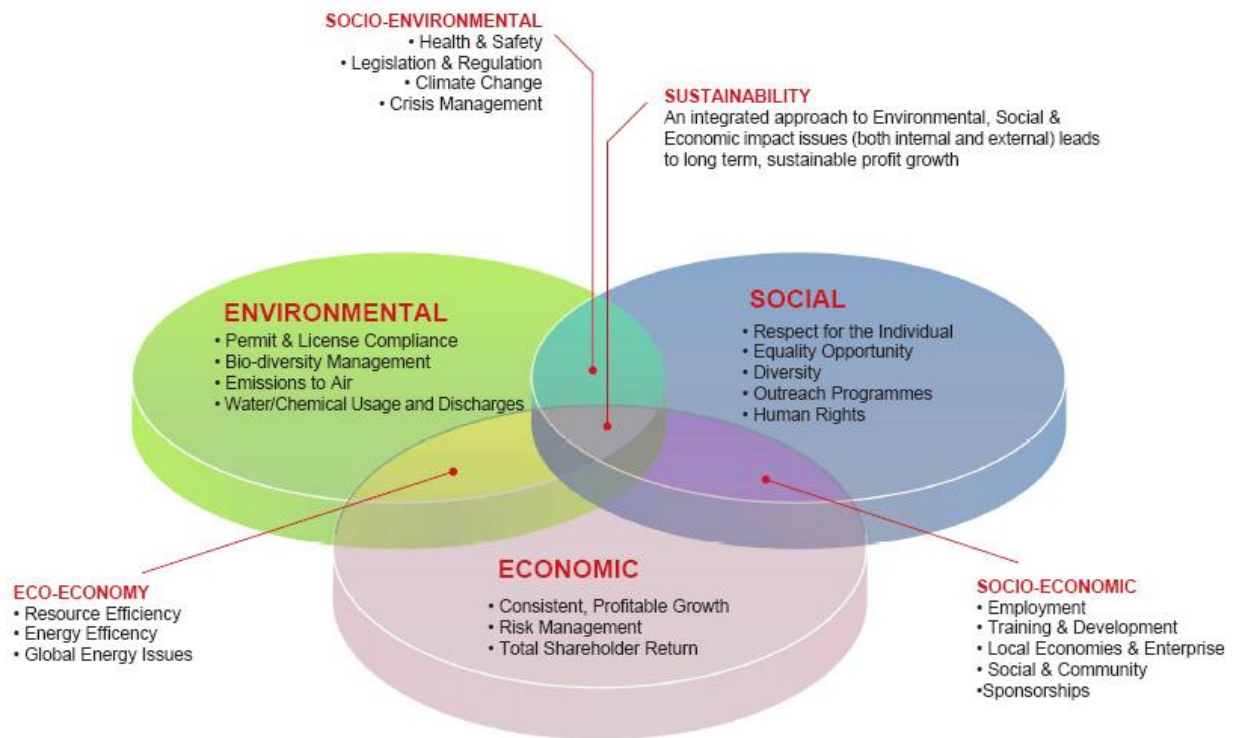 SOCIO-ENVIRONMENTAL
• Health & Safety
• Legislation & Regulation
• Climate Change
• Crisis Management
SUSTAINABILITY
An integrated approach to Environmental, Social &
Economic impact issues (both internal and external) leads
to long term, sustainable profit growth
ENVIRONMENTAL
• Permit & License Compliance
• Bio-diversity Management
• Emissions to Air
• Water/Chemical Usage and Discharges
SOCIAL
• Respect for the Individual
• Equality Opportunity
• Diversity
• Outreach Programmes
• Human Rights
ECO-ECONOMY
• Resource Efficiency
• Energy Efficency
• Global Energy Issues
ECONOMIC
• Consistent, Profitable Growth
• Risk Management
• Total Shareholder Return
SOCIO-ECONOMIC
• Employment
• Training & Development
• Local Economies & Enterprise
• Social & Community
•Sponsorships